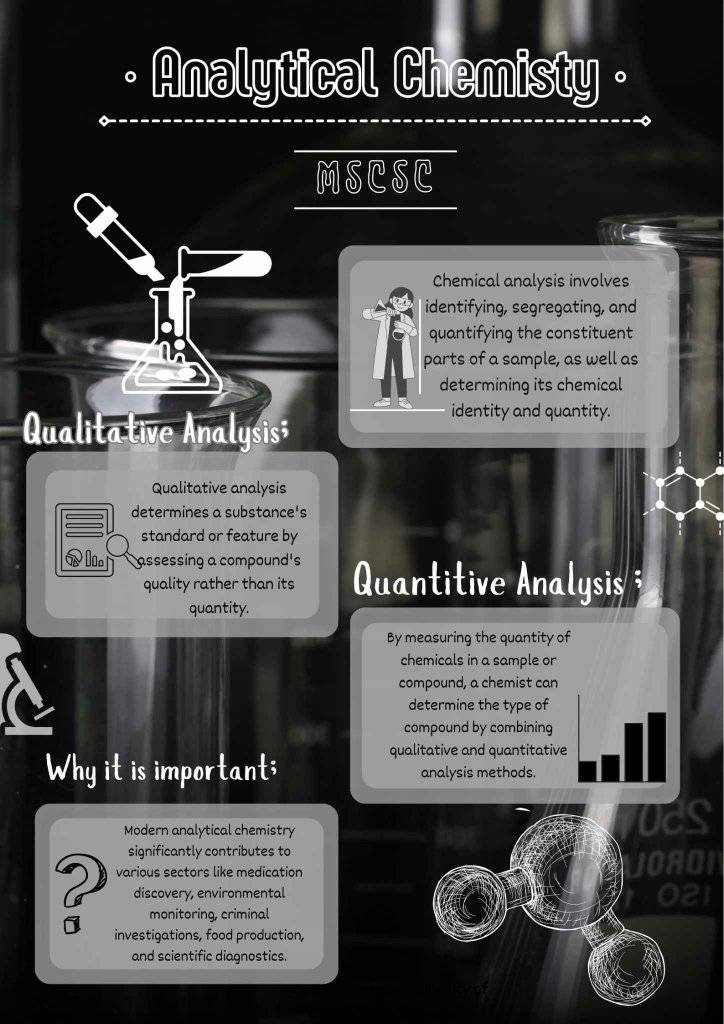 · Analytical Chemisty ·
MSCSC
Chemical analysis involves
identifying, segregating, and
quantifying the constituent
parts of a sample, as well as
determining its chemical
identity and quantity.
Qualitative Analysis;
Qualitative analysis
determines a substance's
standard or feature by
assessing a compound's
quality rather than its
quantity.
Quantitive Analysis ;
By measuring the quantity of
chemicals in a sample or
compound, a chemist can
determine the type of
compound by combining
qualitative and quantitative
analysis methods.
Why it is important;
Modern analytical chemistry
significantly contributes to
various sectors like medication
discovery, environmental
monitoring, criminal
investigations, food production,
and scientific diagnostics.
?
250
ISO